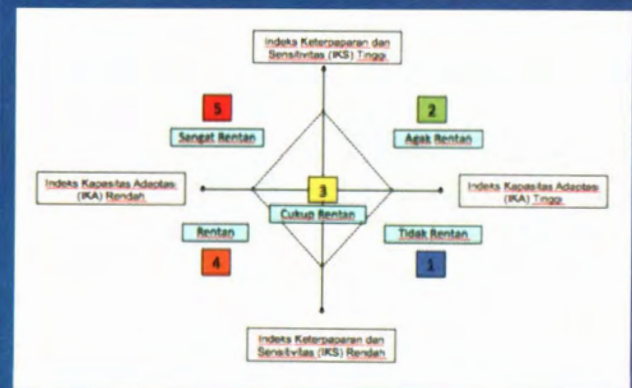 Indeks Keterpaparan dan
Sensitivitas (IKS) Tinggi
5
2
Sangat Rentan
Agak Rentan
Indeks Kapasitas Adaptasi
(IKA) Rendah
3
Indeks Kapasitas Adaptasi
(IKA) Tinggi
Cukup Rentan
Rentan
Tidak Rentan
4
1
Indeks Keterpaparan dan
Sensitivitas (IKS) Rendah